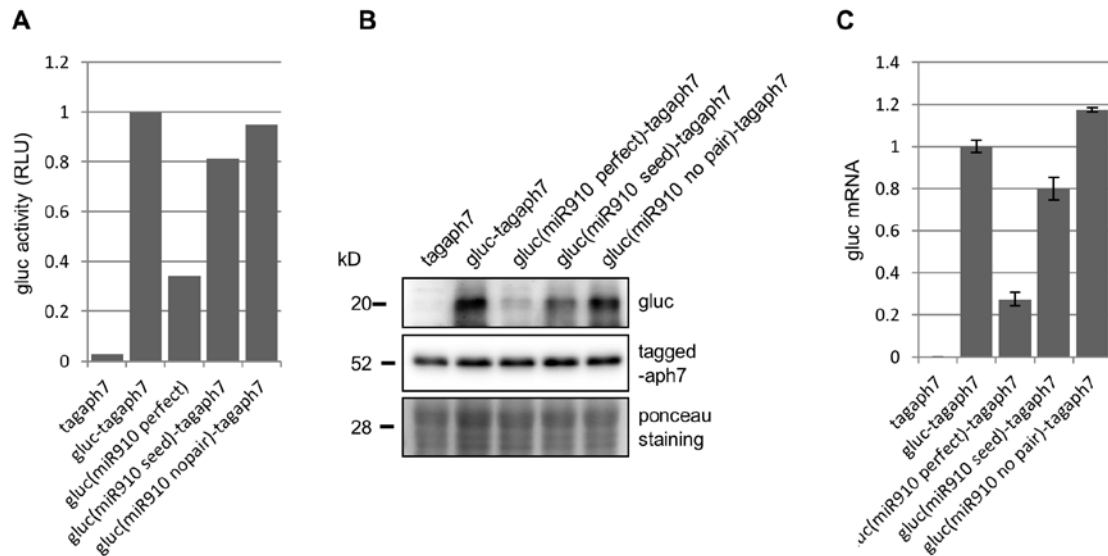 A
gluc activity (RLU)
1.2
1
0.8
0.6
0.4
0.2
0
tagaph7
gluc-tagaph7
gluc(miR910 perfect)
gluc(miR910 seed)-tagaph7
gluc(miR910 nopair)-tagaph7
B
tagaph7
gluc-tagaph7
gluc(miR910 perfect)-tagaph7
gluc(miR910 seed)-tagaph7
gluc(miR910 no pair)-tagaph7
kD
20
gluc
52
tagged
-aph7
28
ponceau
staining
C
gluc mRNA
1.4
1.2
1
0.8
0.6
0.4
0.2
0
tagaph7
gluc-tagaph7
luc(miR910 perfect)-tagaph7
gluc(miR910 seed)-tagaph7
gluc(miR910 no pair)-tagaph7